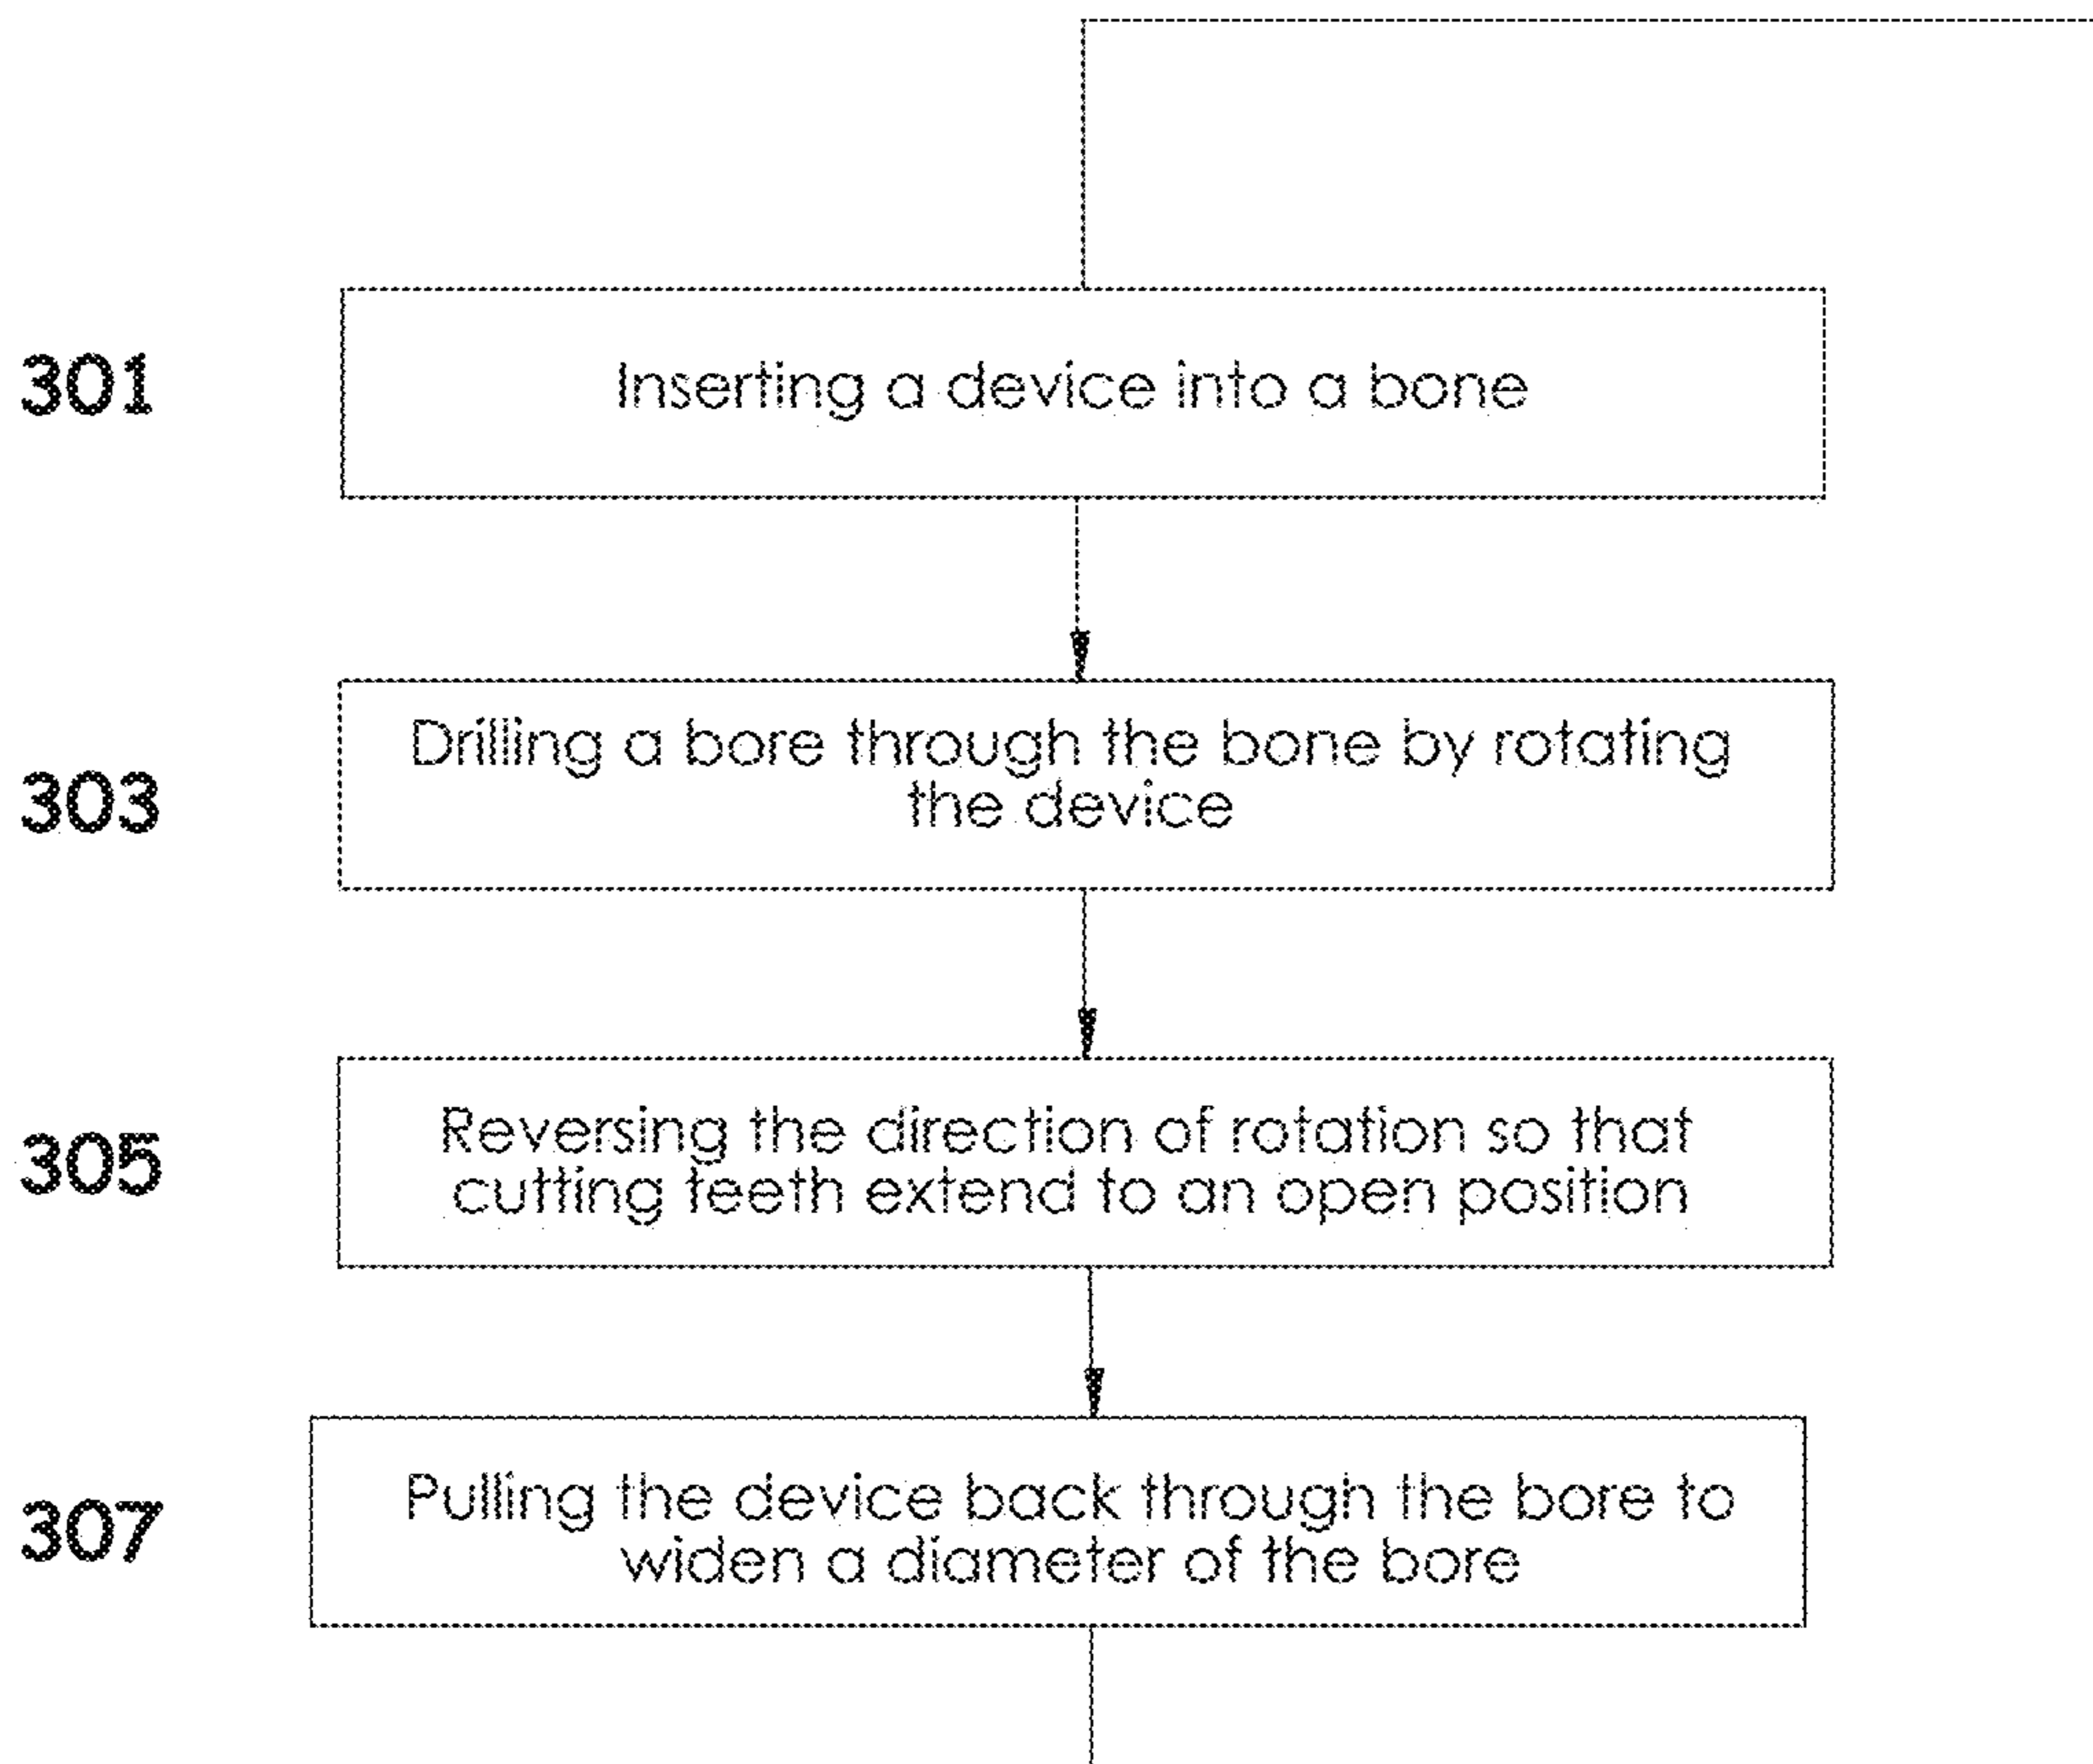 301
Inserting a device into a bone
303
Drilling a bore through the bone by rotating
the device
305
Reversing the direction of rotation so that
cutting teeth extend to an open position
307
Pulling the device back through the bore to
widen a diameter of the bore